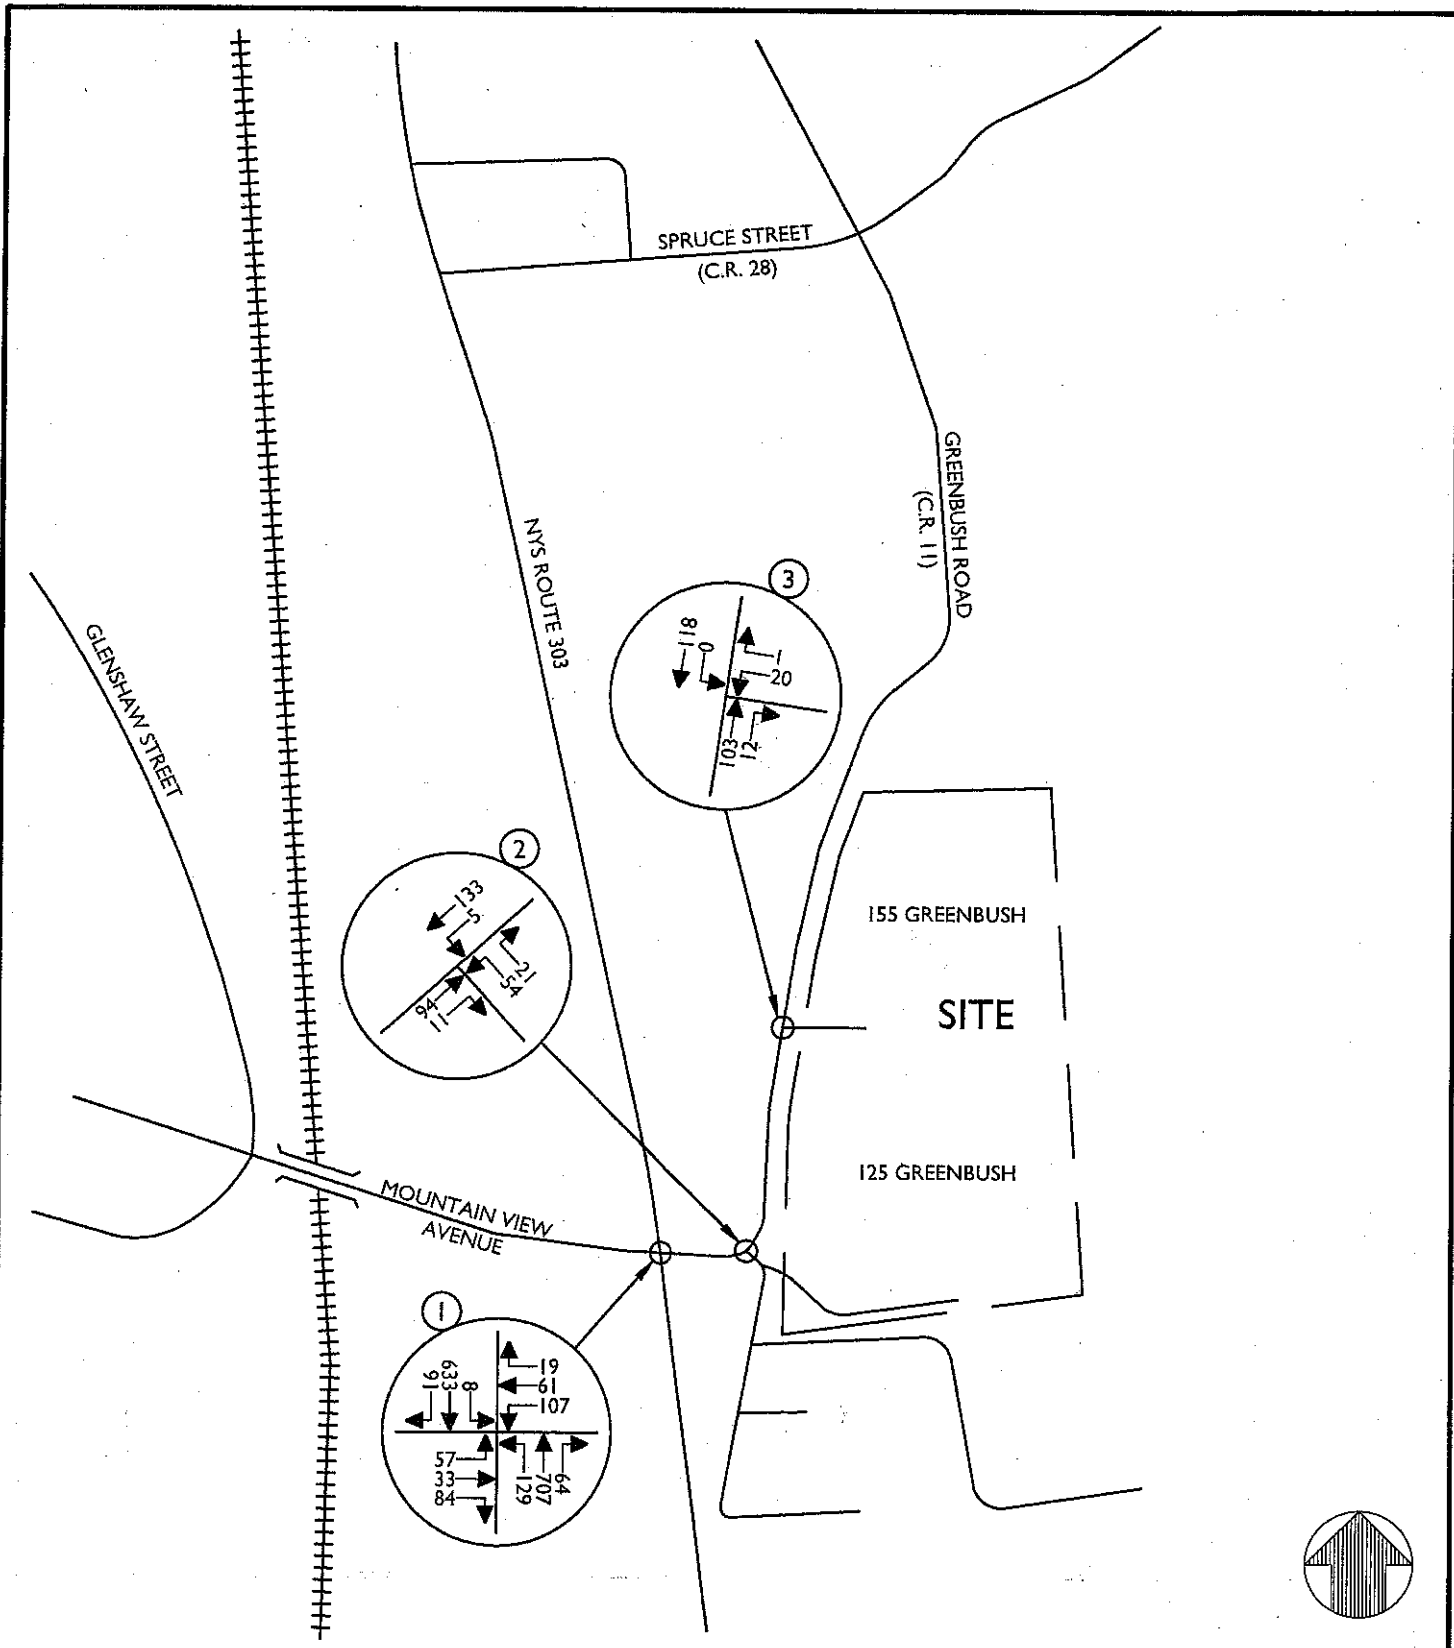 SPRUCE STREET
(C.R. 28)
GREENBUSH ROAD
(C.R. 11)
NYS ROUTE 303
GLENSHAW STREET
3
118
0
1
20
103
12
2
133
5
21
54
94
11
155 GREENBUSH
SITE
125 GREENBUSH
MOUNTAIN VIEW
AVENUE
1
91
633
8
19
61
107
57
33
84
129
707
64